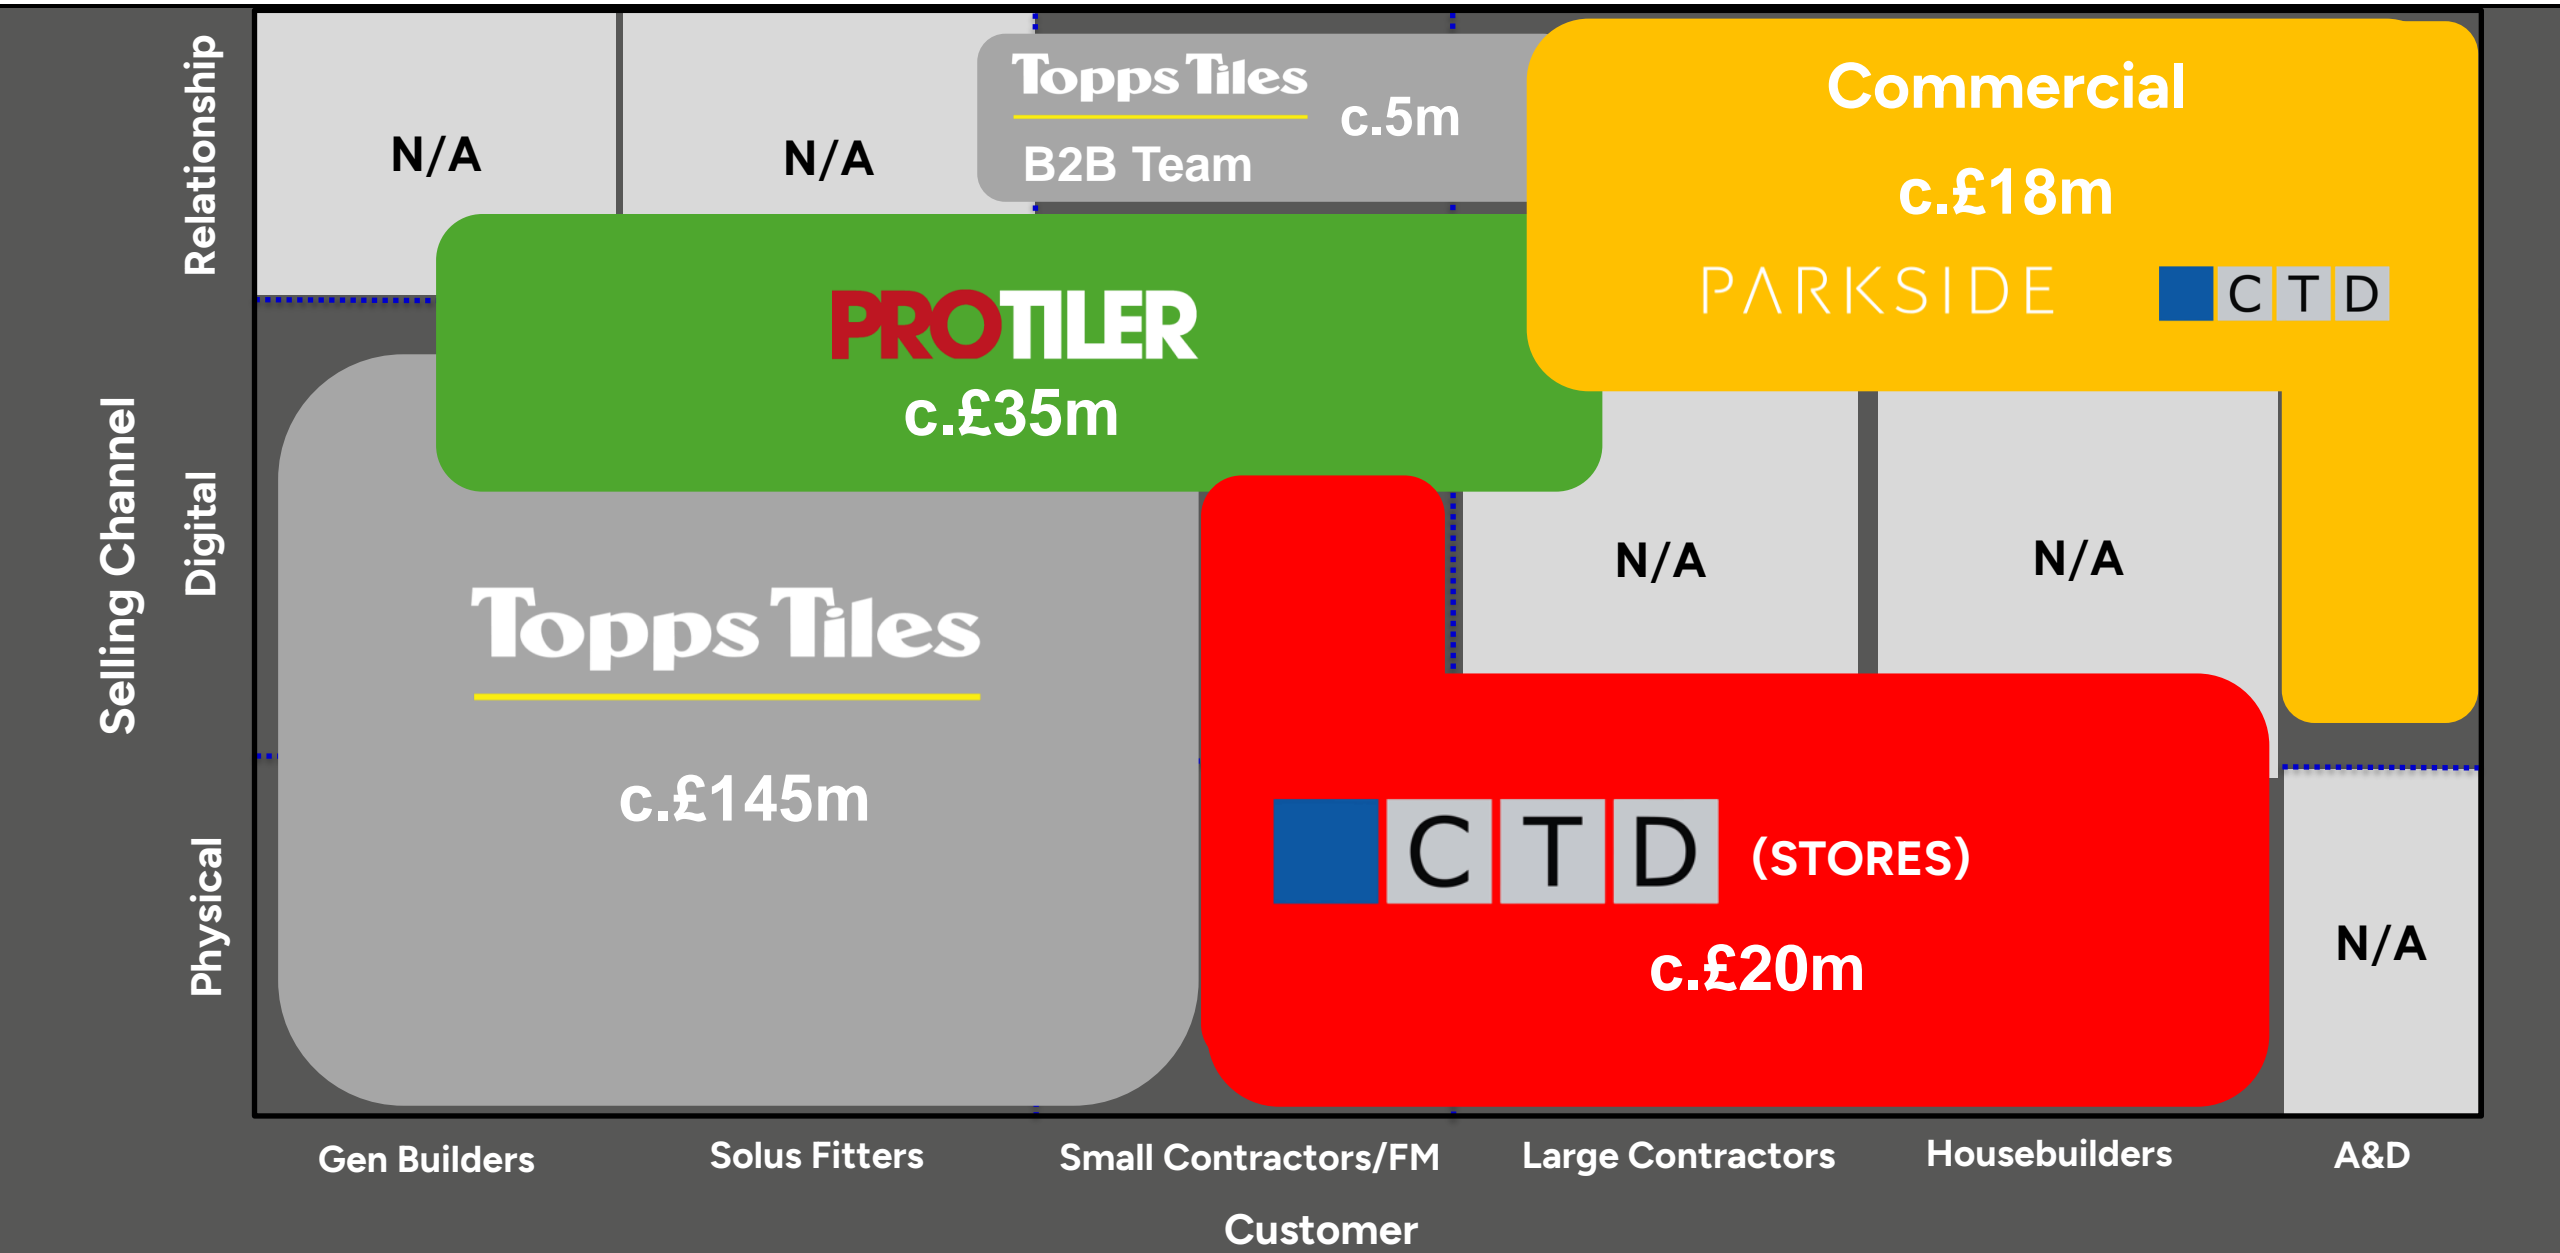 Selling Channel
Relationship
Digital
Physical
N/A
N/A
Topps Tiles
B2B Team
c.5m
Commercial
c.£18m
PARKSIDE
CTD
PROTILER
c.£35m
Topps Tiles
c.£145m
N/A
N/A
CTD (STORES)
c.£20m
N/A
Gen Builders
Solus Fitters
Small Contractors/FM
Large Contractors
Housebuilders
A&D
Customer